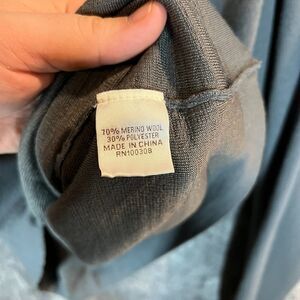 70% MERINO WOOL
30% POLYESTER
MADE IN CHINA
RN100308